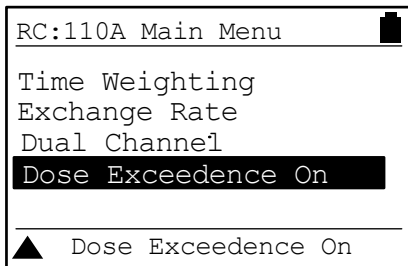 RC:110A Main Menu
Time Weighting
Exchange Rate
Dual Channel
Dose Exceedence On
Dose Exceedence On